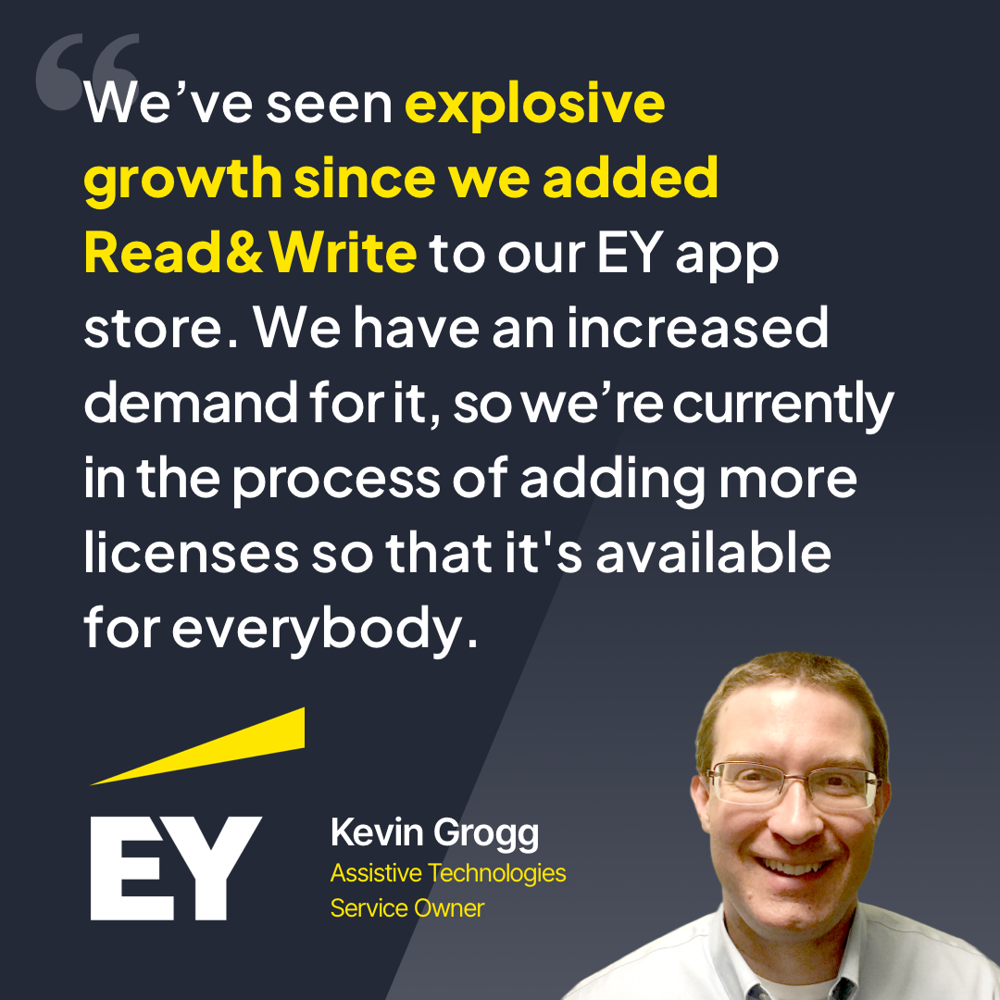 “
We’ve seen explosive
growth since we added
Read&Write to our EY app
store. We have an increased
demand for it, so we’re currently
in the process of adding more
licenses so that it's available
for everybody.
EY
Kevin Grogg
Assistive Technologies
Service Owner